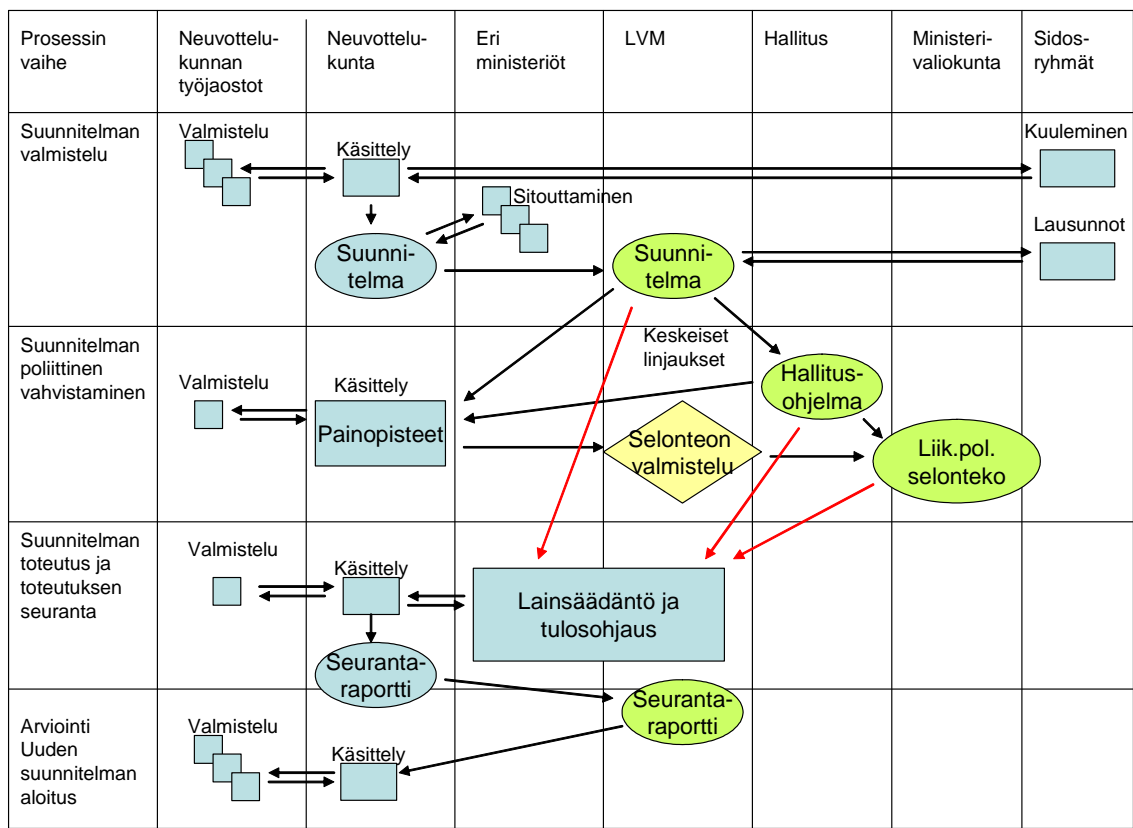 Prosessin
vaihe
Neuvottelu-
kunnan
työjaostot
Neuvottelu-
kunta
Eri
ministeriöt
LVM
Hallitus
Ministeri-
valiokunta
Sidos-
ryhmät
Suunnitelman
valmistelu
Valmistelu
Käsittely
Kuuleminen
Sitouttaminen
Lausunnot
Suunni-
telma
Suunni-
telma
Suunnitelman
poliittinen
vahvistaminen
Valmistelu
Käsittely
Painopisteet
Keskeiset
linjaukset
Hallitus-
ohjelma
Selonteon
valmistelu
Liik.pol.
selonteko
Suunnitelman
toteutus ja
toteutuksen
seuranta
Valmistelu
Käsittely
Lainsäädäntö ja
tulosohjaus
Seuranta-
raportti
Seuranta-
raportti
Arviointi
Uuden
suunnitelman
aloitus
Valmistelu
Käsittely